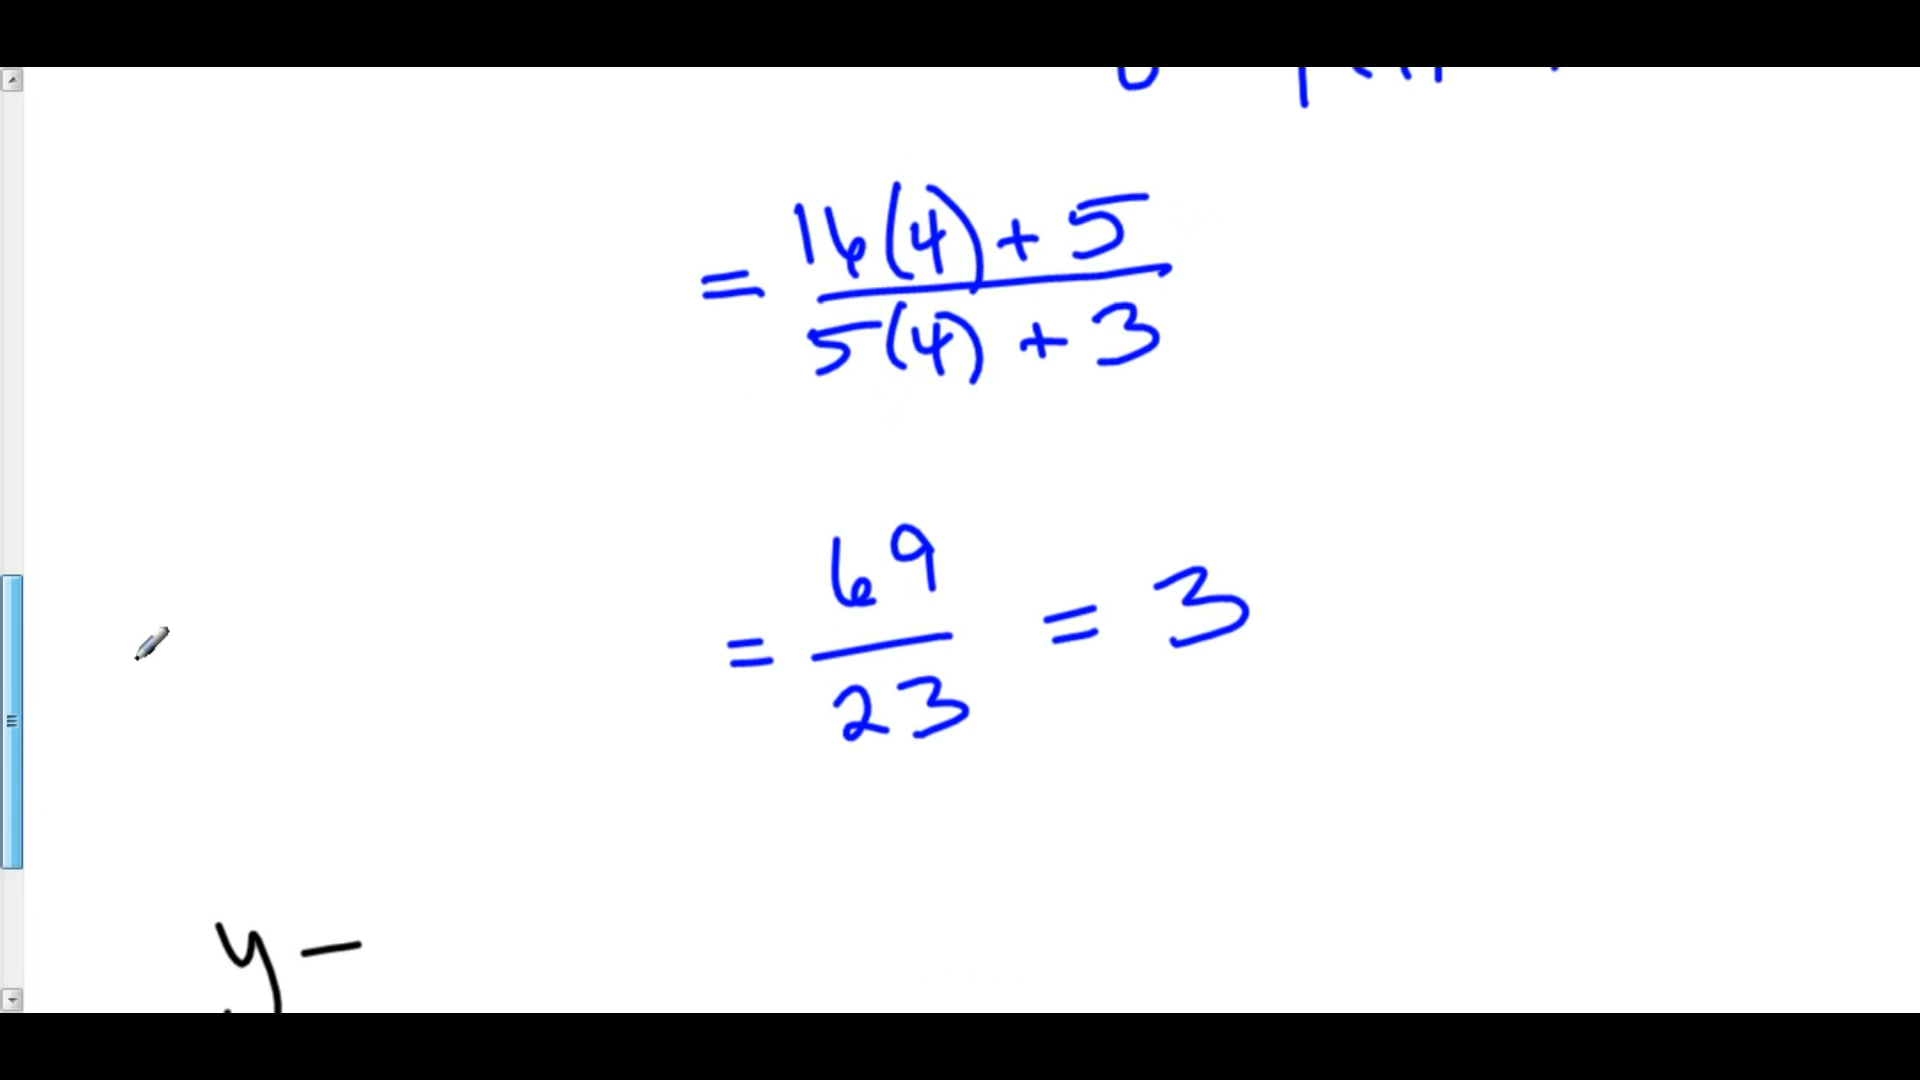 = 16(4) + 5 / 5(4) + 3
= 69 / 23 = 3
y -